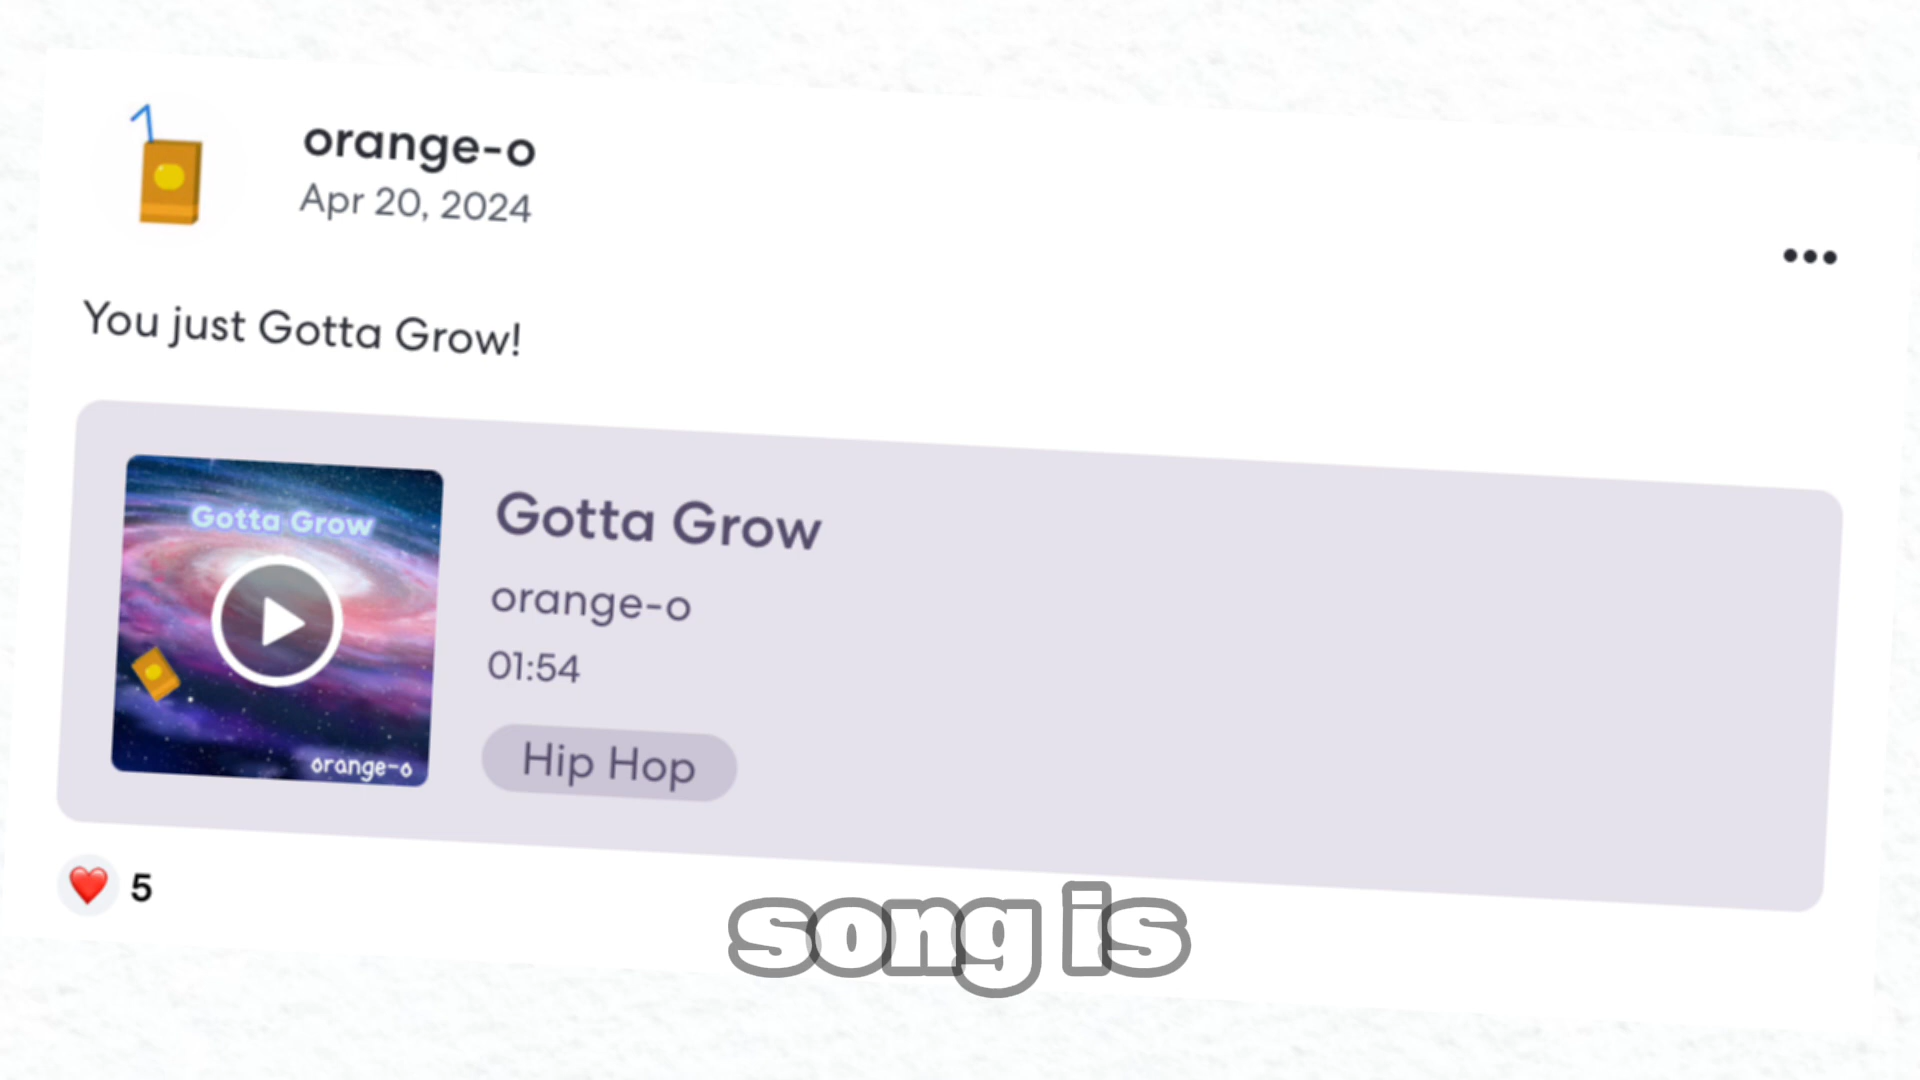 orange-o
Apr 20, 2024
You just Gotta Grow!
Gotta Grow
orange-o
Gotta Grow
orange-o
01:54
Hip Hop
5
song is